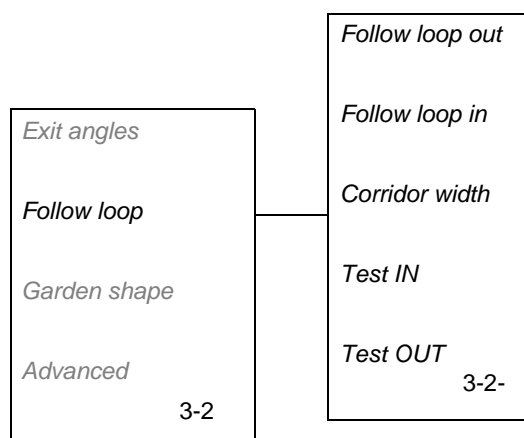 Exit angles
Follow loop
Garden shape
Advanced
3-2
Follow loop out
Follow loop in
Corridor width
Test IN
Test OUT
3-2-